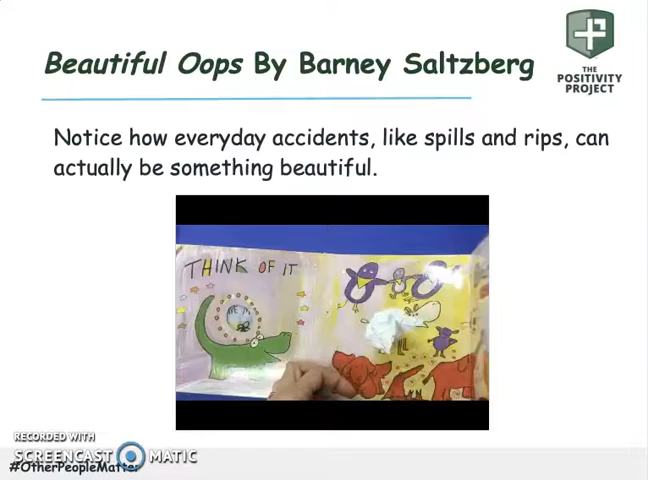 Beautiful Oops By Barney Saltzberg
THE
POSITIVITY
PROJECT
Notice how everyday accidents, like spills and rips, can
actually be something beautiful.
THINK OF IT
RECORDED WITH
SCREENCAST MATIC
#OtherPeopleMatter